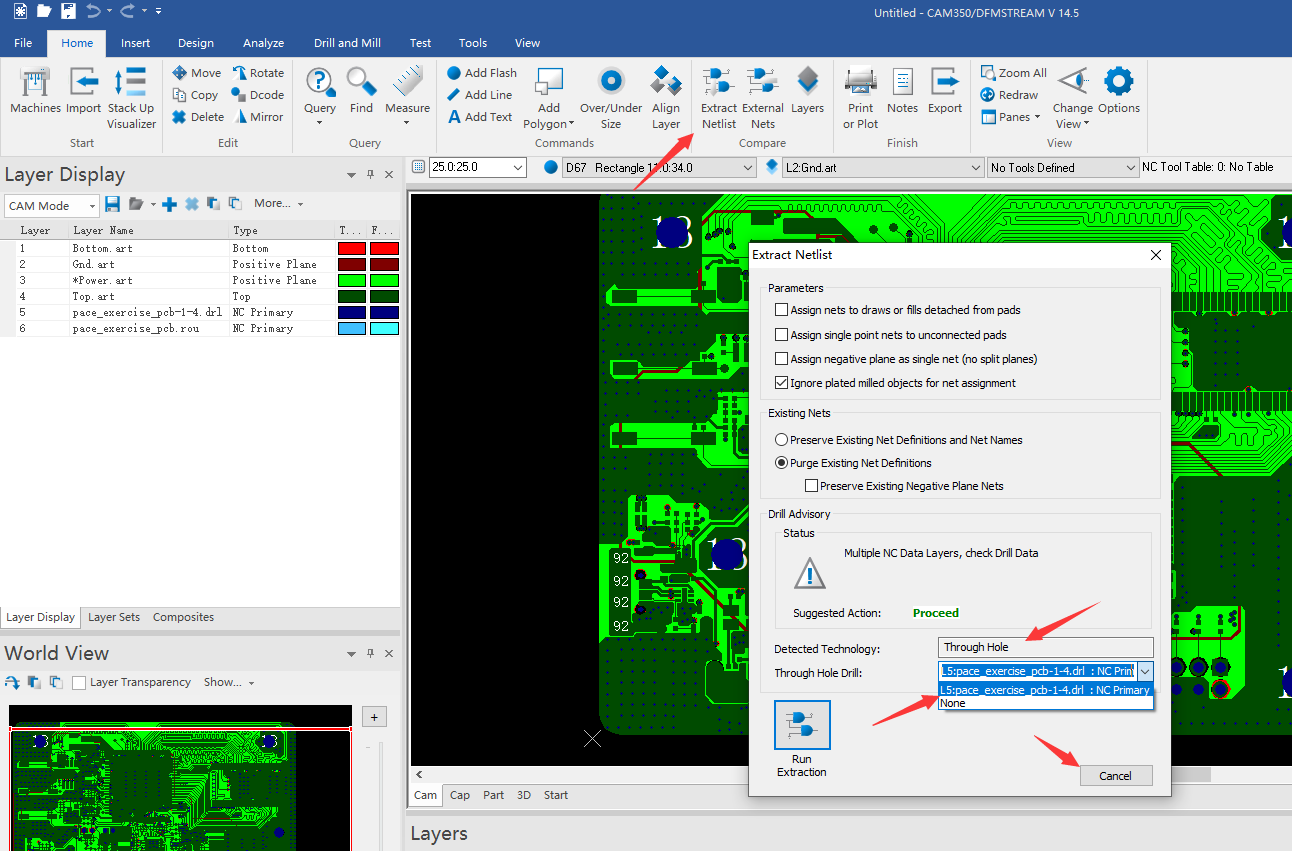 Untitled - CAM350/DFMSTREAM V 14.5
File Home Insert Design Analyze Drill and Mill Test Tools View
Machines Import Stack Up Visualizer
Start
Move Rotate
Copy Dcode
Delete Mirror
Edit
Query Find Measure
Query
Add Flash
Add Line
Add Text
Add Polygon Over/Under Size Align Layer
Commands
Extract Netlist External Nets Layers
Compare
Print or Plot Notes Export
Finish
Zoom All
Redraw
Panes
Change View Options
View
Layer Display
25.0:25.0 D67 Rectangle 11.0:34.0 L2:Gnd.art No Tools Defined NC Tool Table: 0: No Table
CAM Mode More...
Layer Layer Name Type T... F...
1 Bottom.art Bottom
2 Gnd.art Positive Plane
3 *Power.art Positive Plane
4 Top.art Top
5 pace_exercise_pcb-1-4.drl NC Primary
6 pace_exercise_pcb.rou NC Primary
Layer Display Layer Sets Composites
World View
Layer Transparency Show...
+
13
13
13
13
92
92
92
92
Extract Netlist
Parameters
Assign nets to draws or fills detached from pads
Assign single point nets to unconnected pads
Assign negative plane as single net (no split planes)
Ignore plated milled objects for net assignment
Existing Nets
Preserve Existing Net Definitions and Net Names
Purge Existing Net Definitions
Preserve Existing Negative Plane Nets
Drill Advisory
Status
Multiple NC Data Layers, check Drill Data
Suggested Action: Proceed
Detected Technology: Through Hole
Through Hole Drill: L5:pace_exercise_pcb-1-4.drl : NC Prim
L5:pace_exercise_pcb-1-4.drl : NC Primary
None
Run Extraction
Cancel
Cam Cap Part 3D Start
Layers